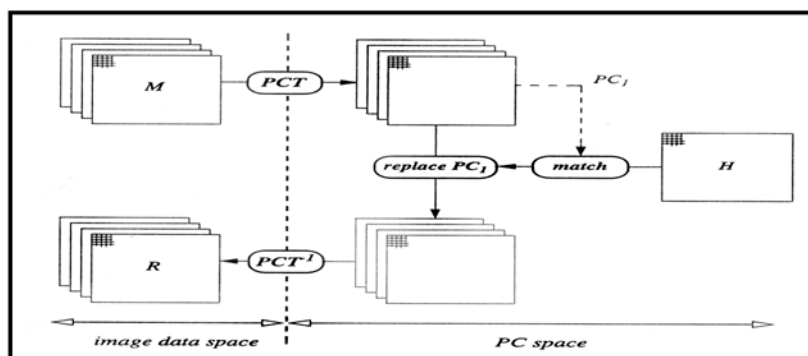 M
PCT
PC₁
replace PC₁
match
H
R
PCT⁻¹
image data space
PC space